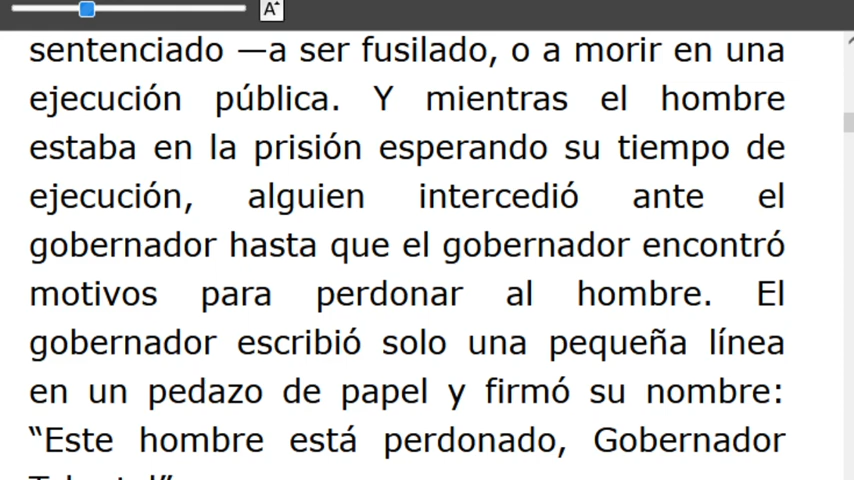 A
sentenciado —a ser fusilado, o a morir en una
ejecución pública. Y mientras el hombre
estaba en la prisión esperando su tiempo de
ejecución, alguien intercedió ante el
gobernador hasta que el gobernador encontró
motivos para perdonar al hombre. El
gobernador escribió solo una pequeña línea
en un pedazo de papel y firmó su nombre:
“Este hombre está perdonado, Gobernador